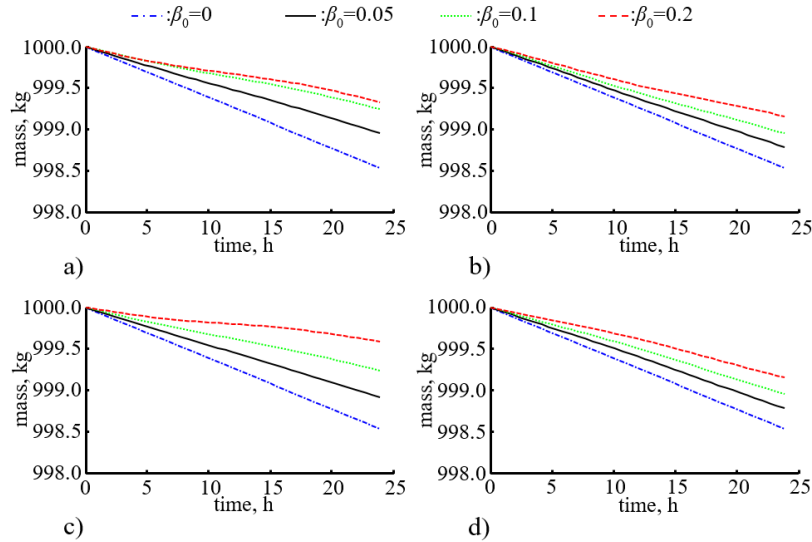 :β₀=0 :β₀=0.05 :β₀=0.1 :β₀=0.2
1000.0 1000.0
999.5 999.5
999.0 999.0
998.5 998.5
998.0 998.0
0 5 10 15 20 25 0 5 10 15 20 25
mass, kg mass, kg
time, h time, h
a) b)
1000.0 1000.0
999.5 999.5
999.0 999.0
998.5 998.5
998.0 998.0
0 5 10 15 20 25 0 5 10 15 20 25
mass, kg mass, kg
time, h time, h
c) d)